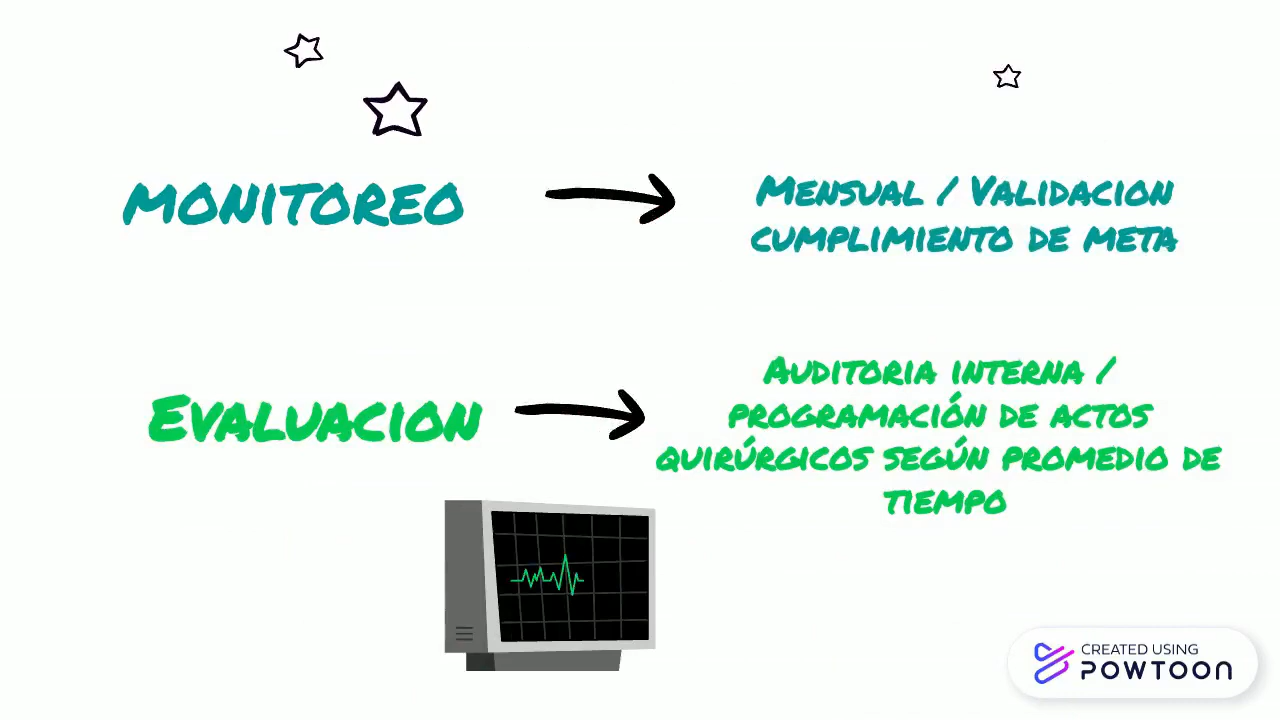 MONITOREO
MENSUAL / VALIDACION
CUMPLIMIENTO DE META
EVALUACION
AUDITORIA INTERNA /
PROGRAMACIÓN DE ACTOS
QUIRÚRGICOS SEGÚN PROMEDIO DE
TIEMPO
CREATED USING
POWTOON